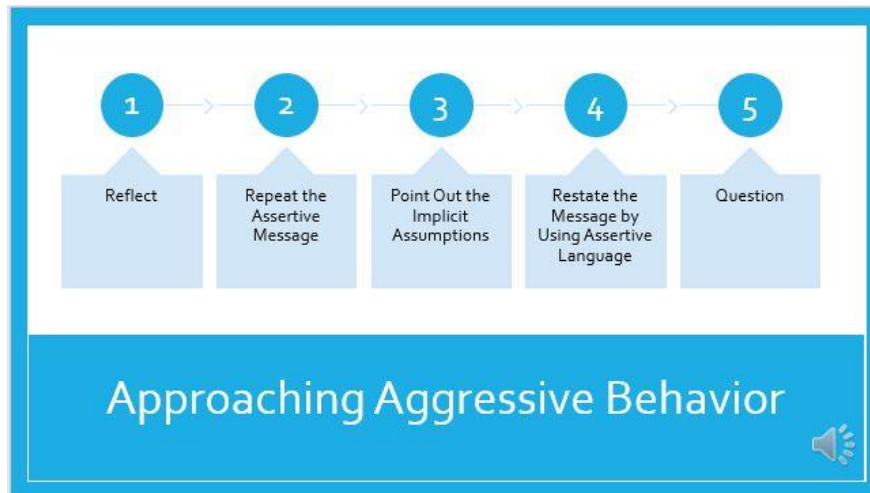 1
Reflect
2
Repeat the
Assertive
Message
3
Point Out the
Implicit
Assumptions
4
Restate the
Message by
Using Assertive
Language
5
Question
Approaching Aggressive Behavior